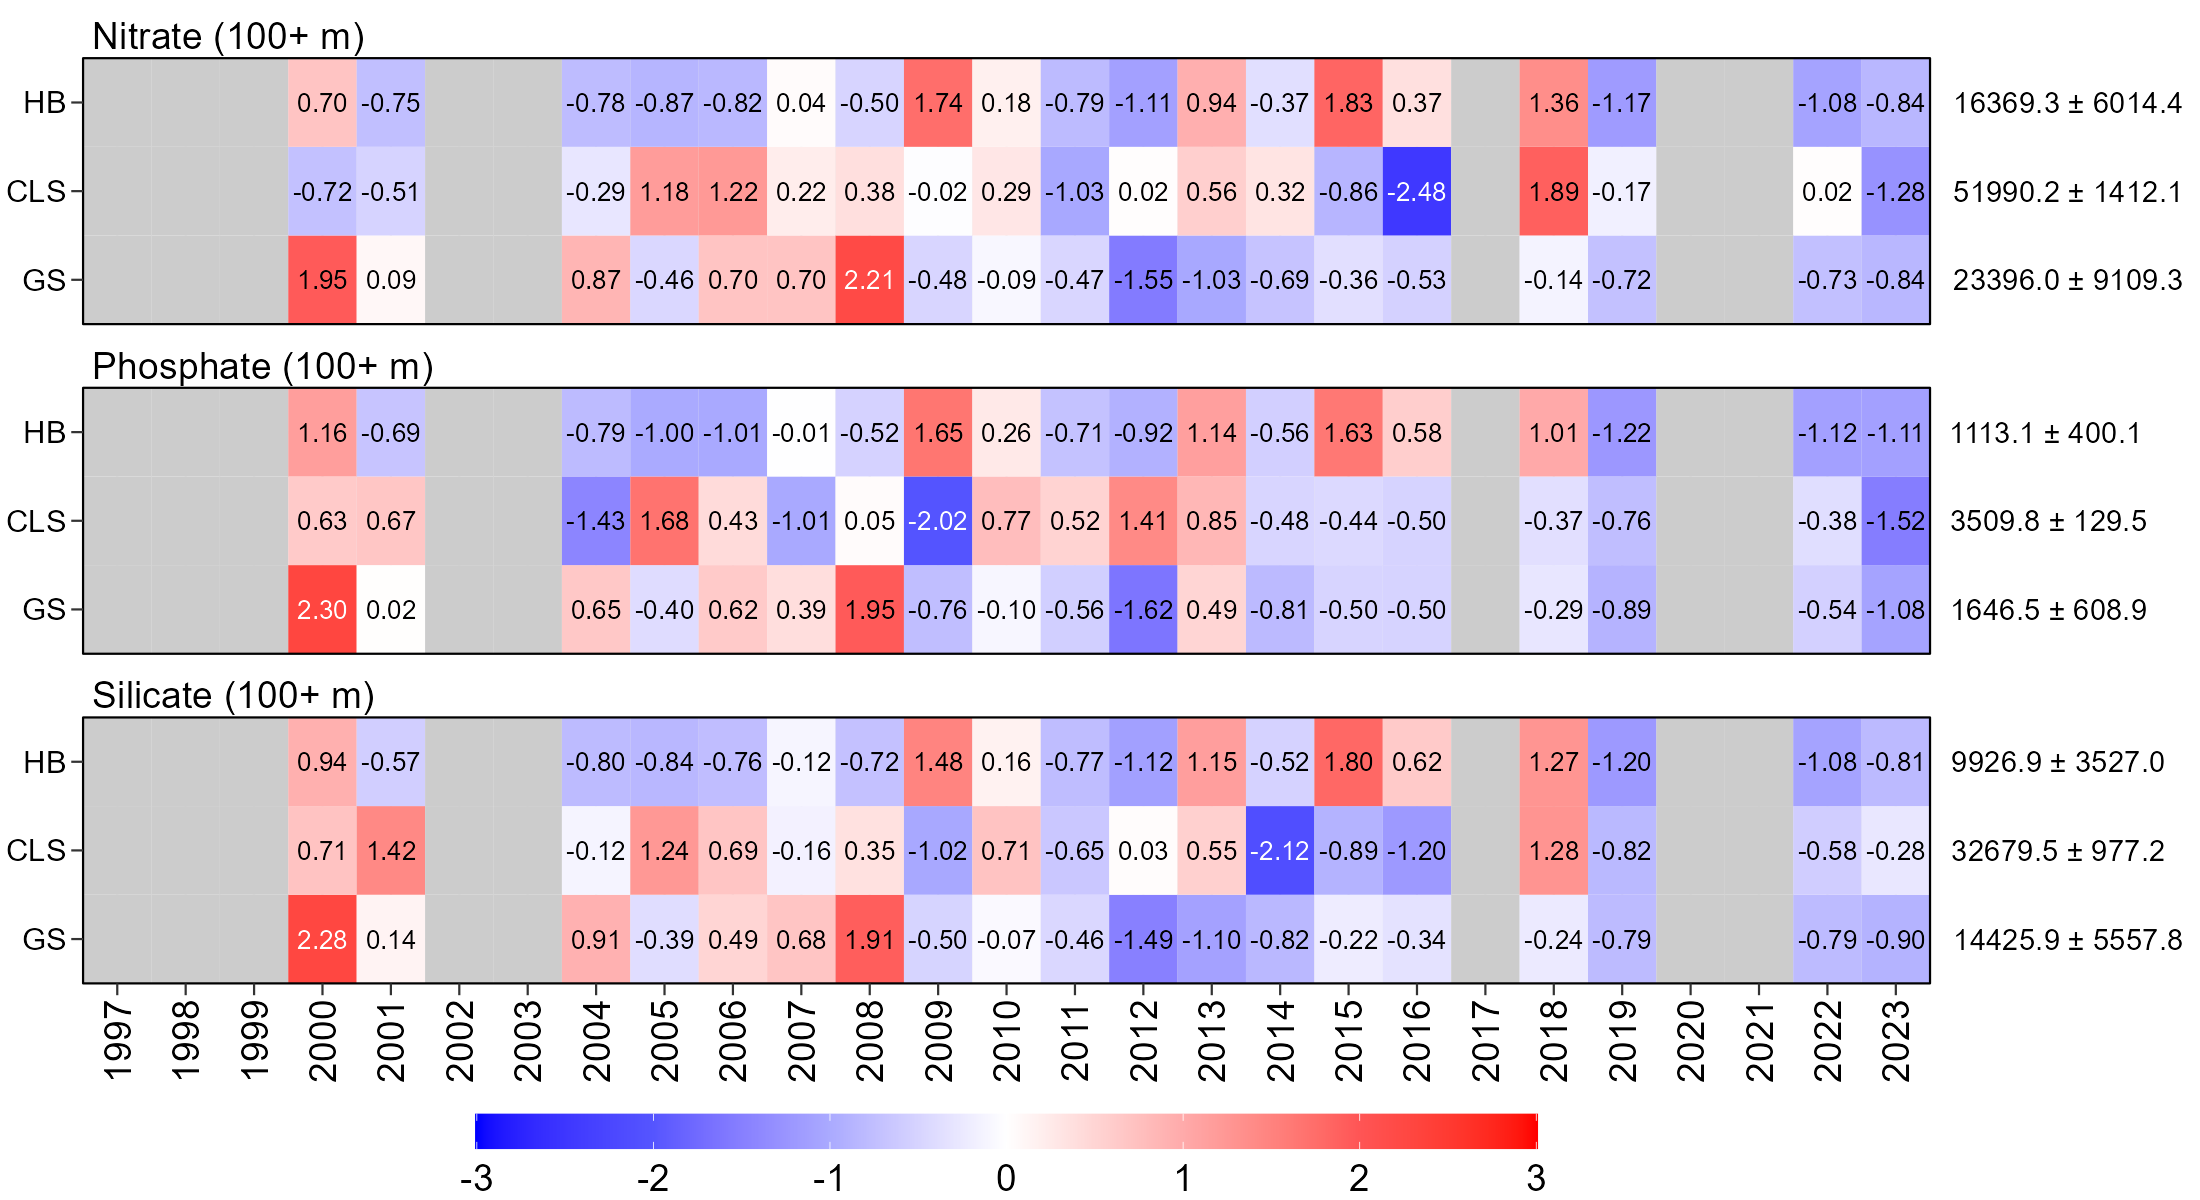 Nitrate (100+ m)
HB 0.70 -0.75 -0.78 -0.87 -0.82 0.04 -0.50 1.74 0.18 -0.79 -1.11 0.94 -0.37 1.83 0.37 1.36 -1.17 -1.08 -0.84 16369.3 ± 6014.4
CLS -0.72 -0.51 -0.29 1.18 1.22 0.22 0.38 -0.02 0.29 -1.03 0.02 0.56 0.32 -0.86 -2.48 1.89 -0.17 0.02 -1.28 51990.2 ± 1412.1
GS 1.95 0.09 0.87 -0.46 0.70 0.70 2.21 -0.48 -0.09 -0.47 -1.55 -1.03 -0.69 -0.36 -0.53 -0.14 -0.72 -0.73 -0.84 23396.0 ± 9109.3
Phosphate (100+ m)
HB 1.16 -0.69 -0.79 -1.00 -1.01 -0.01 -0.52 1.65 0.26 -0.71 -0.92 1.14 -0.56 1.63 0.58 1.01 -1.22 -1.12 -1.11 1113.1 ± 400.1
CLS 0.63 0.67 -1.43 1.68 0.43 -1.01 0.05 -2.02 0.77 0.52 1.41 0.85 -0.48 -0.44 -0.50 -0.37 -0.76 -0.38 -1.52 3509.8 ± 129.5
GS 2.30 0.02 0.65 -0.40 0.62 0.39 1.95 -0.76 -0.10 -0.56 -1.62 0.49 -0.81 -0.50 -0.50 -0.29 -0.89 -0.54 -1.08 1646.5 ± 608.9
Silicate (100+ m)
HB 0.94 -0.57 -0.80 -0.84 -0.76 -0.12 -0.72 1.48 0.16 -0.77 -1.12 1.15 -0.52 1.80 0.62 1.27 -1.20 -1.08 -0.81 9926.9 ± 3527.0
CLS 0.71 1.42 -0.12 1.24 0.69 -0.16 0.35 -1.02 0.71 -0.65 0.03 0.55 -2.12 -0.89 -1.20 1.28 -0.82 -0.58 -0.28 32679.5 ± 977.2
GS 2.28 0.14 0.91 -0.39 0.49 0.68 1.91 -0.50 -0.07 -0.46 -1.49 -1.10 -0.82 -0.22 -0.34 -0.24 -0.79 -0.79 -0.90 14425.9 ± 5557.8
1997 1998 1999 2000 2001 2002 2003 2004 2005 2006 2007 2008 2009 2010 2011 2012 2013 2014 2015 2016 2017 2018 2019 2020 2021 2022 2023
-3 -2 -1 0 1 2 3